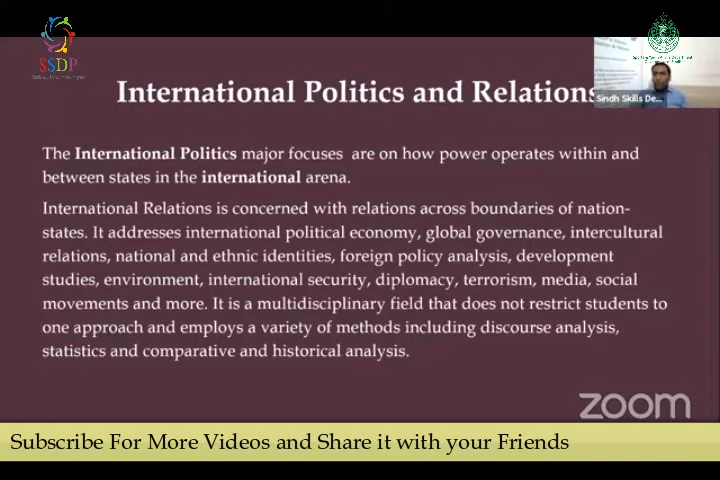 SSDP
International Politics and Relations
Sindh Skills De...
The International Politics major focuses are on how power operates within and
between states in the international arena.
International Relations is concerned with relations across boundaries of nation-
states. It addresses international political economy, global governance, intercultural
relations, national and ethnic identities, foreign policy analysis, development
studies, environment, international security, diplomacy, terrorism, media, social
movements and more. It is a multidisciplinary field that does not restrict students to
one approach and employs a variety of methods including discourse analysis,
statistics and comparative and historical analysis.
zoom
Subscribe For More Videos and Share it with your Friends